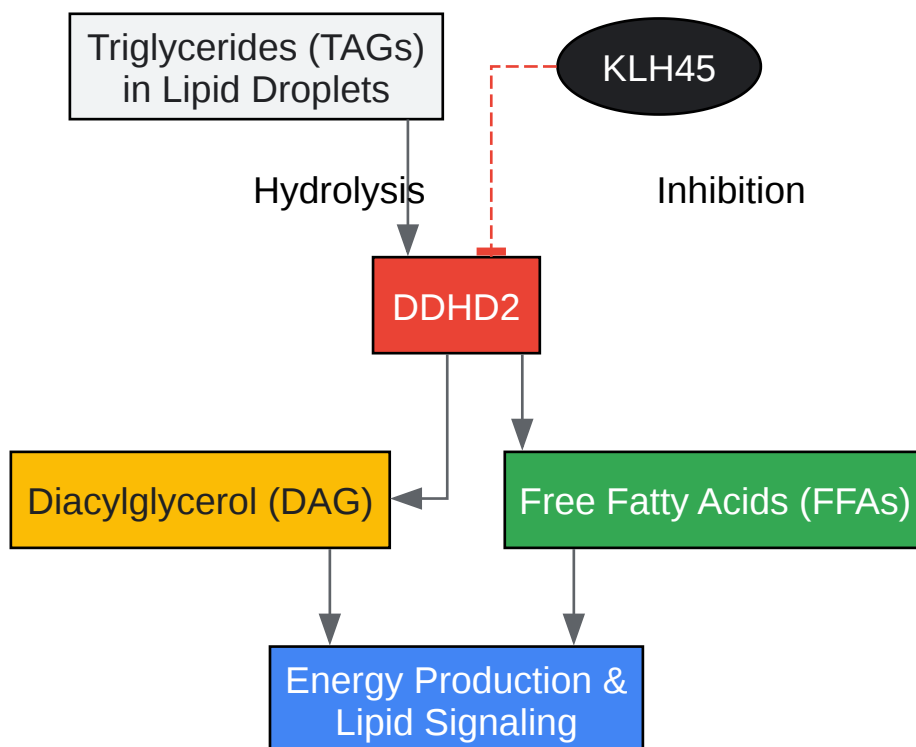 Triglycerides (TAGs)
in Lipid Droplets
KLH45
Hydrolysis
Inhibition
DDHD2
Diacylglycerol (DAG)
Free Fatty Acids (FFAs)
Energy Production &
Lipid Signaling